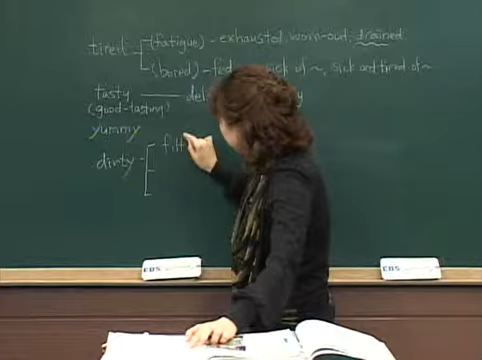 tired (fatigue) - exhausted, worn-out, drained
(bored) - fed sick of ~, sick and tired of ~
tasty - del
(good-tasting)
yummy
dirty - filt
EBS
EBS